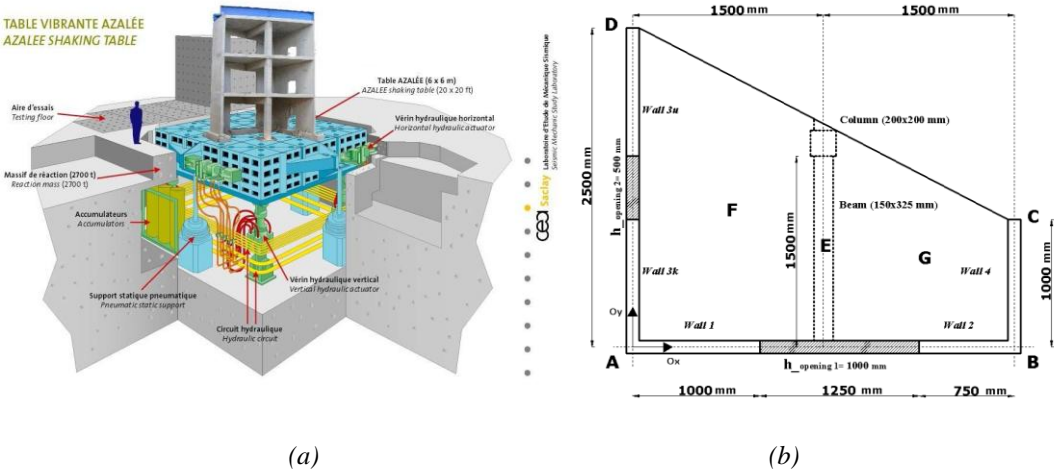 TABLE VIBRANTE AZALÉE
AZALEE SHAKING TABLE
Aire d'essais
Testing floor
Table AZALÉE (6 x 6 m)
AZALEE shaking table (20 x 20 ft)
Vérin hydraulique horizontal
Horizontal hydraulic actuator
Massif de réaction (2700 t)
Reaction mass (2700 t)
Accumulateurs
Accumulators
Support statique pneumatique
Pneumatic static support
Vérin hydraulique vertical
Vertical hydraulic actuator
Circuit hydraulique
Hydraulic circuit
cea Saclay
Laboratoire d'Etude de Mécanique Sismique
Seismic Mechanic Study Laboratory
(a)
1500 mm
1500 mm
D
Wall 3u
Column (200x200 mm)
2500 mm
h_opening 2= 500 mm
F
Beam (150x325 mm)
1500 mm
E
G
C
Wall 3k
Wall 4
1000 mm
Oy
Wall 1
Wall 2
A
Ox
h_opening 1= 1000 mm
B
1000 mm
1250 mm
750 mm
(b)